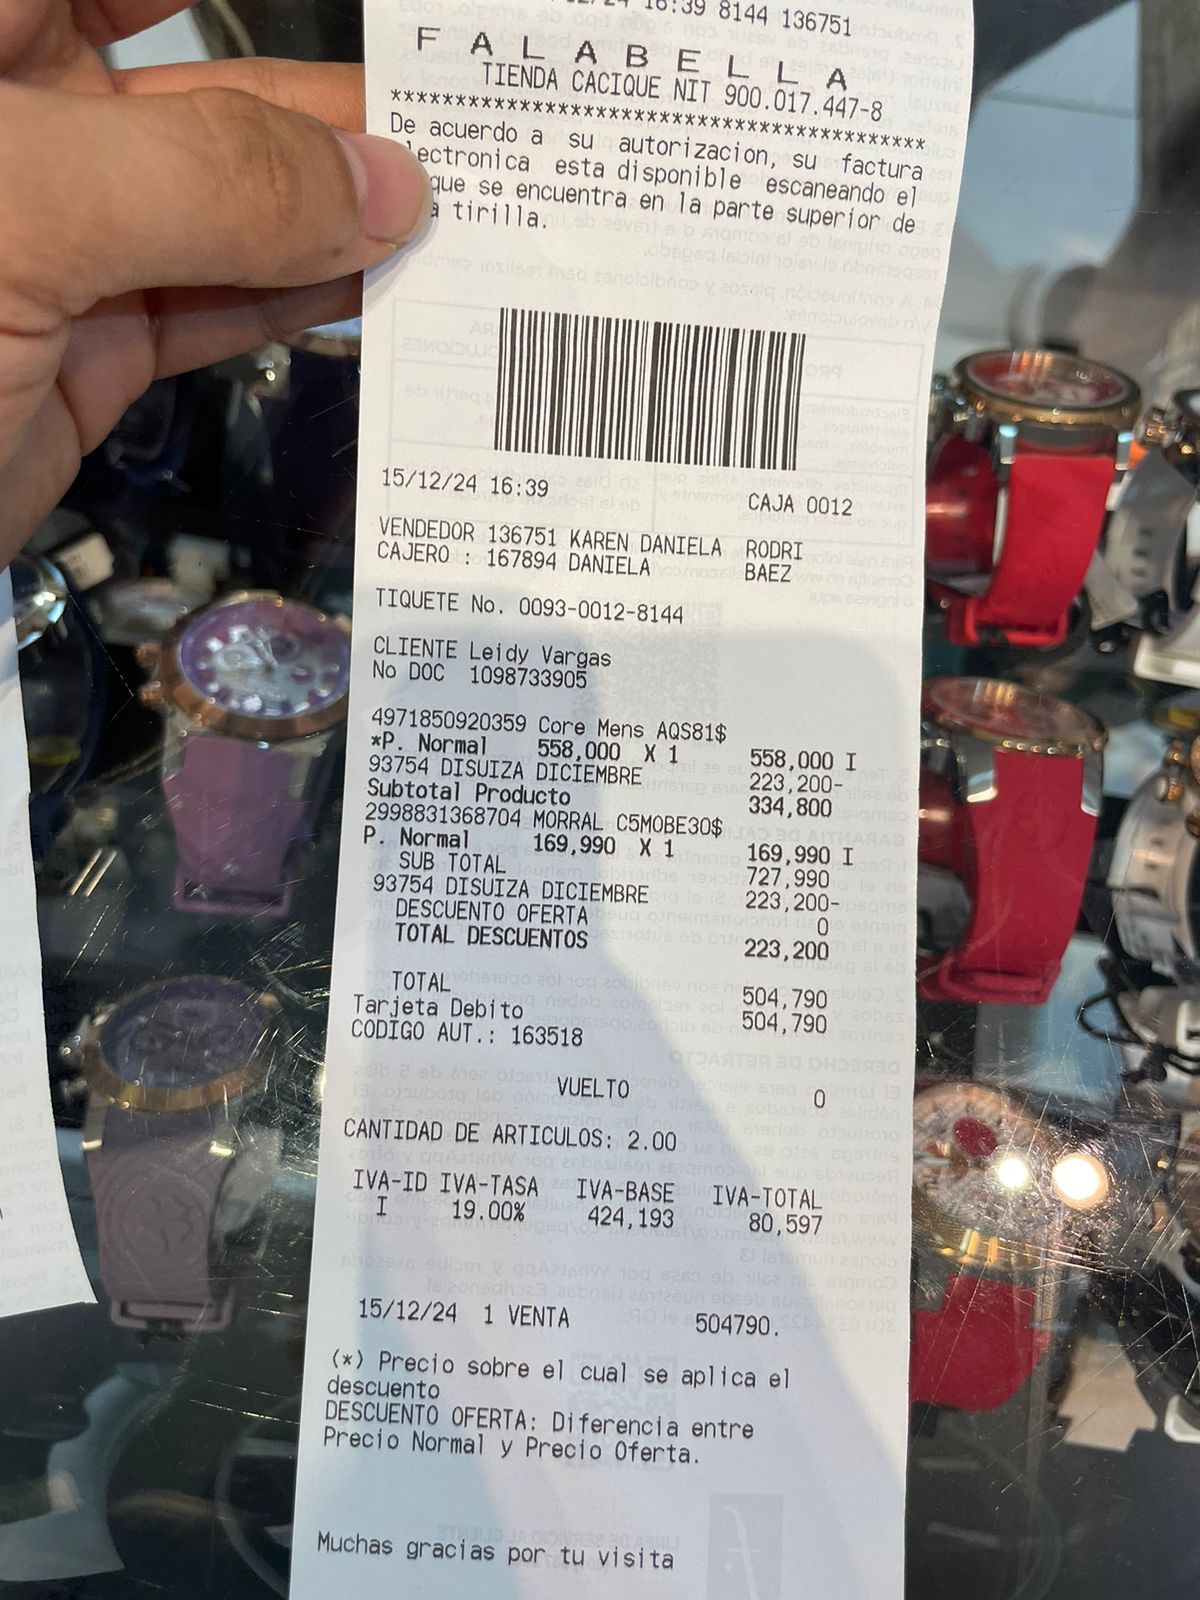 16:39 8144 136751
FALABELLA
TIENDA CACIQUE NIT 900.017.447-8
****************************************
De acuerdo a su autorizacion, su factura
lectronica esta disponible escaneando el
que se encuentra en la parte superior de
a tirilla.
15/12/24 16:39 CAJA 0012
VENDEDOR 136751 KAREN DANIELA RODRI
CAJERO : 167894 DANIELA BAEZ
TIQUETE No. 0093-0012-8144
CLIENTE Leidy Vargas
No DOC 1098733905
4971850920359 Core Mens AQS81$
*P. Normal 558,000 X 1 558,000 I
93754 DISUIZA DICIEMBRE 223,200-
Subtotal Producto 334,800
2998831368704 MORRAL C5MOBE30$
P. Normal 169,990 X 1 169,990 I
SUB TOTAL 727,990
93754 DISUIZA DICIEMBRE 223,200-
DESCUENTO OFERTA 0
TOTAL DESCUENTOS 223,200
TOTAL 504,790
Tarjeta Debito 504,790
CODIGO AUT.: 163518
VUELTO 0
CANTIDAD DE ARTICULOS: 2.00
IVA-ID IVA-TASA IVA-BASE IVA-TOTAL
I 19.00% 424,193 80,597
15/12/24 1 VENTA 504790.
(*) Precio sobre el cual se aplica el
descuento
DESCUENTO OFERTA: Diferencia entre
Precio Normal y Precio Oferta.
Muchas gracias por tu visita